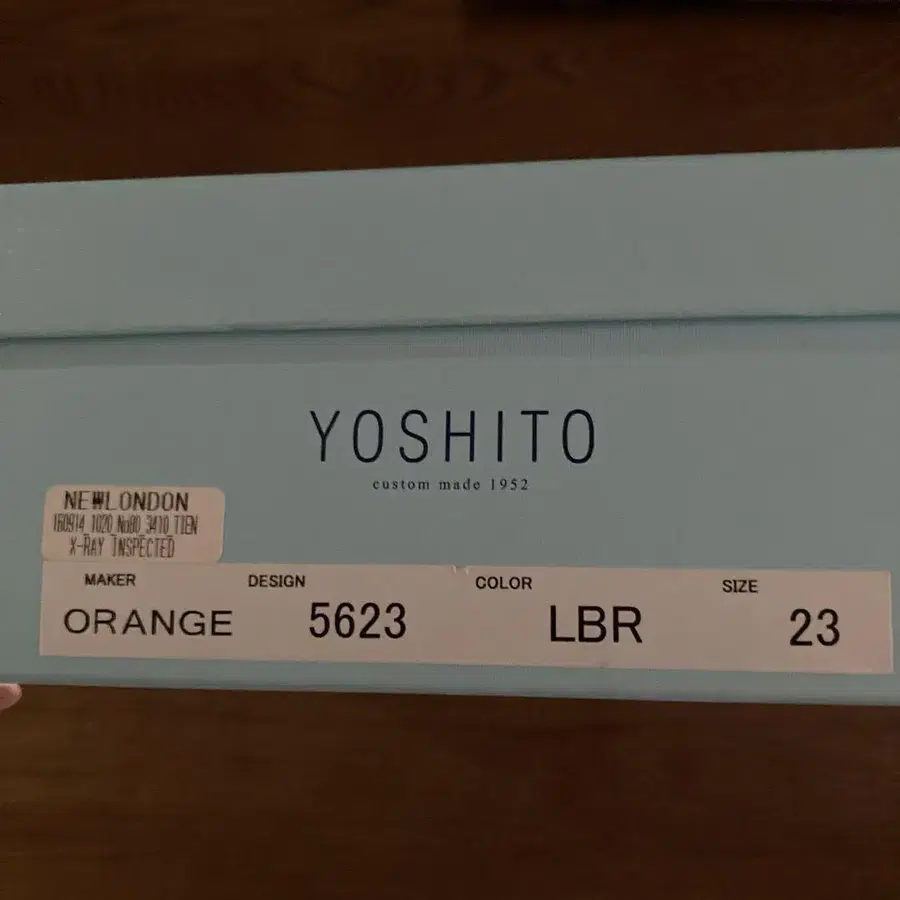 YOSHITO
custom made 1952
NEWLONDON
160914 1020 No80 3410 TIEN
X-RAY INSPECTED
MAKER DESIGN COLOR SIZE
ORANGE 5623 LBR 23